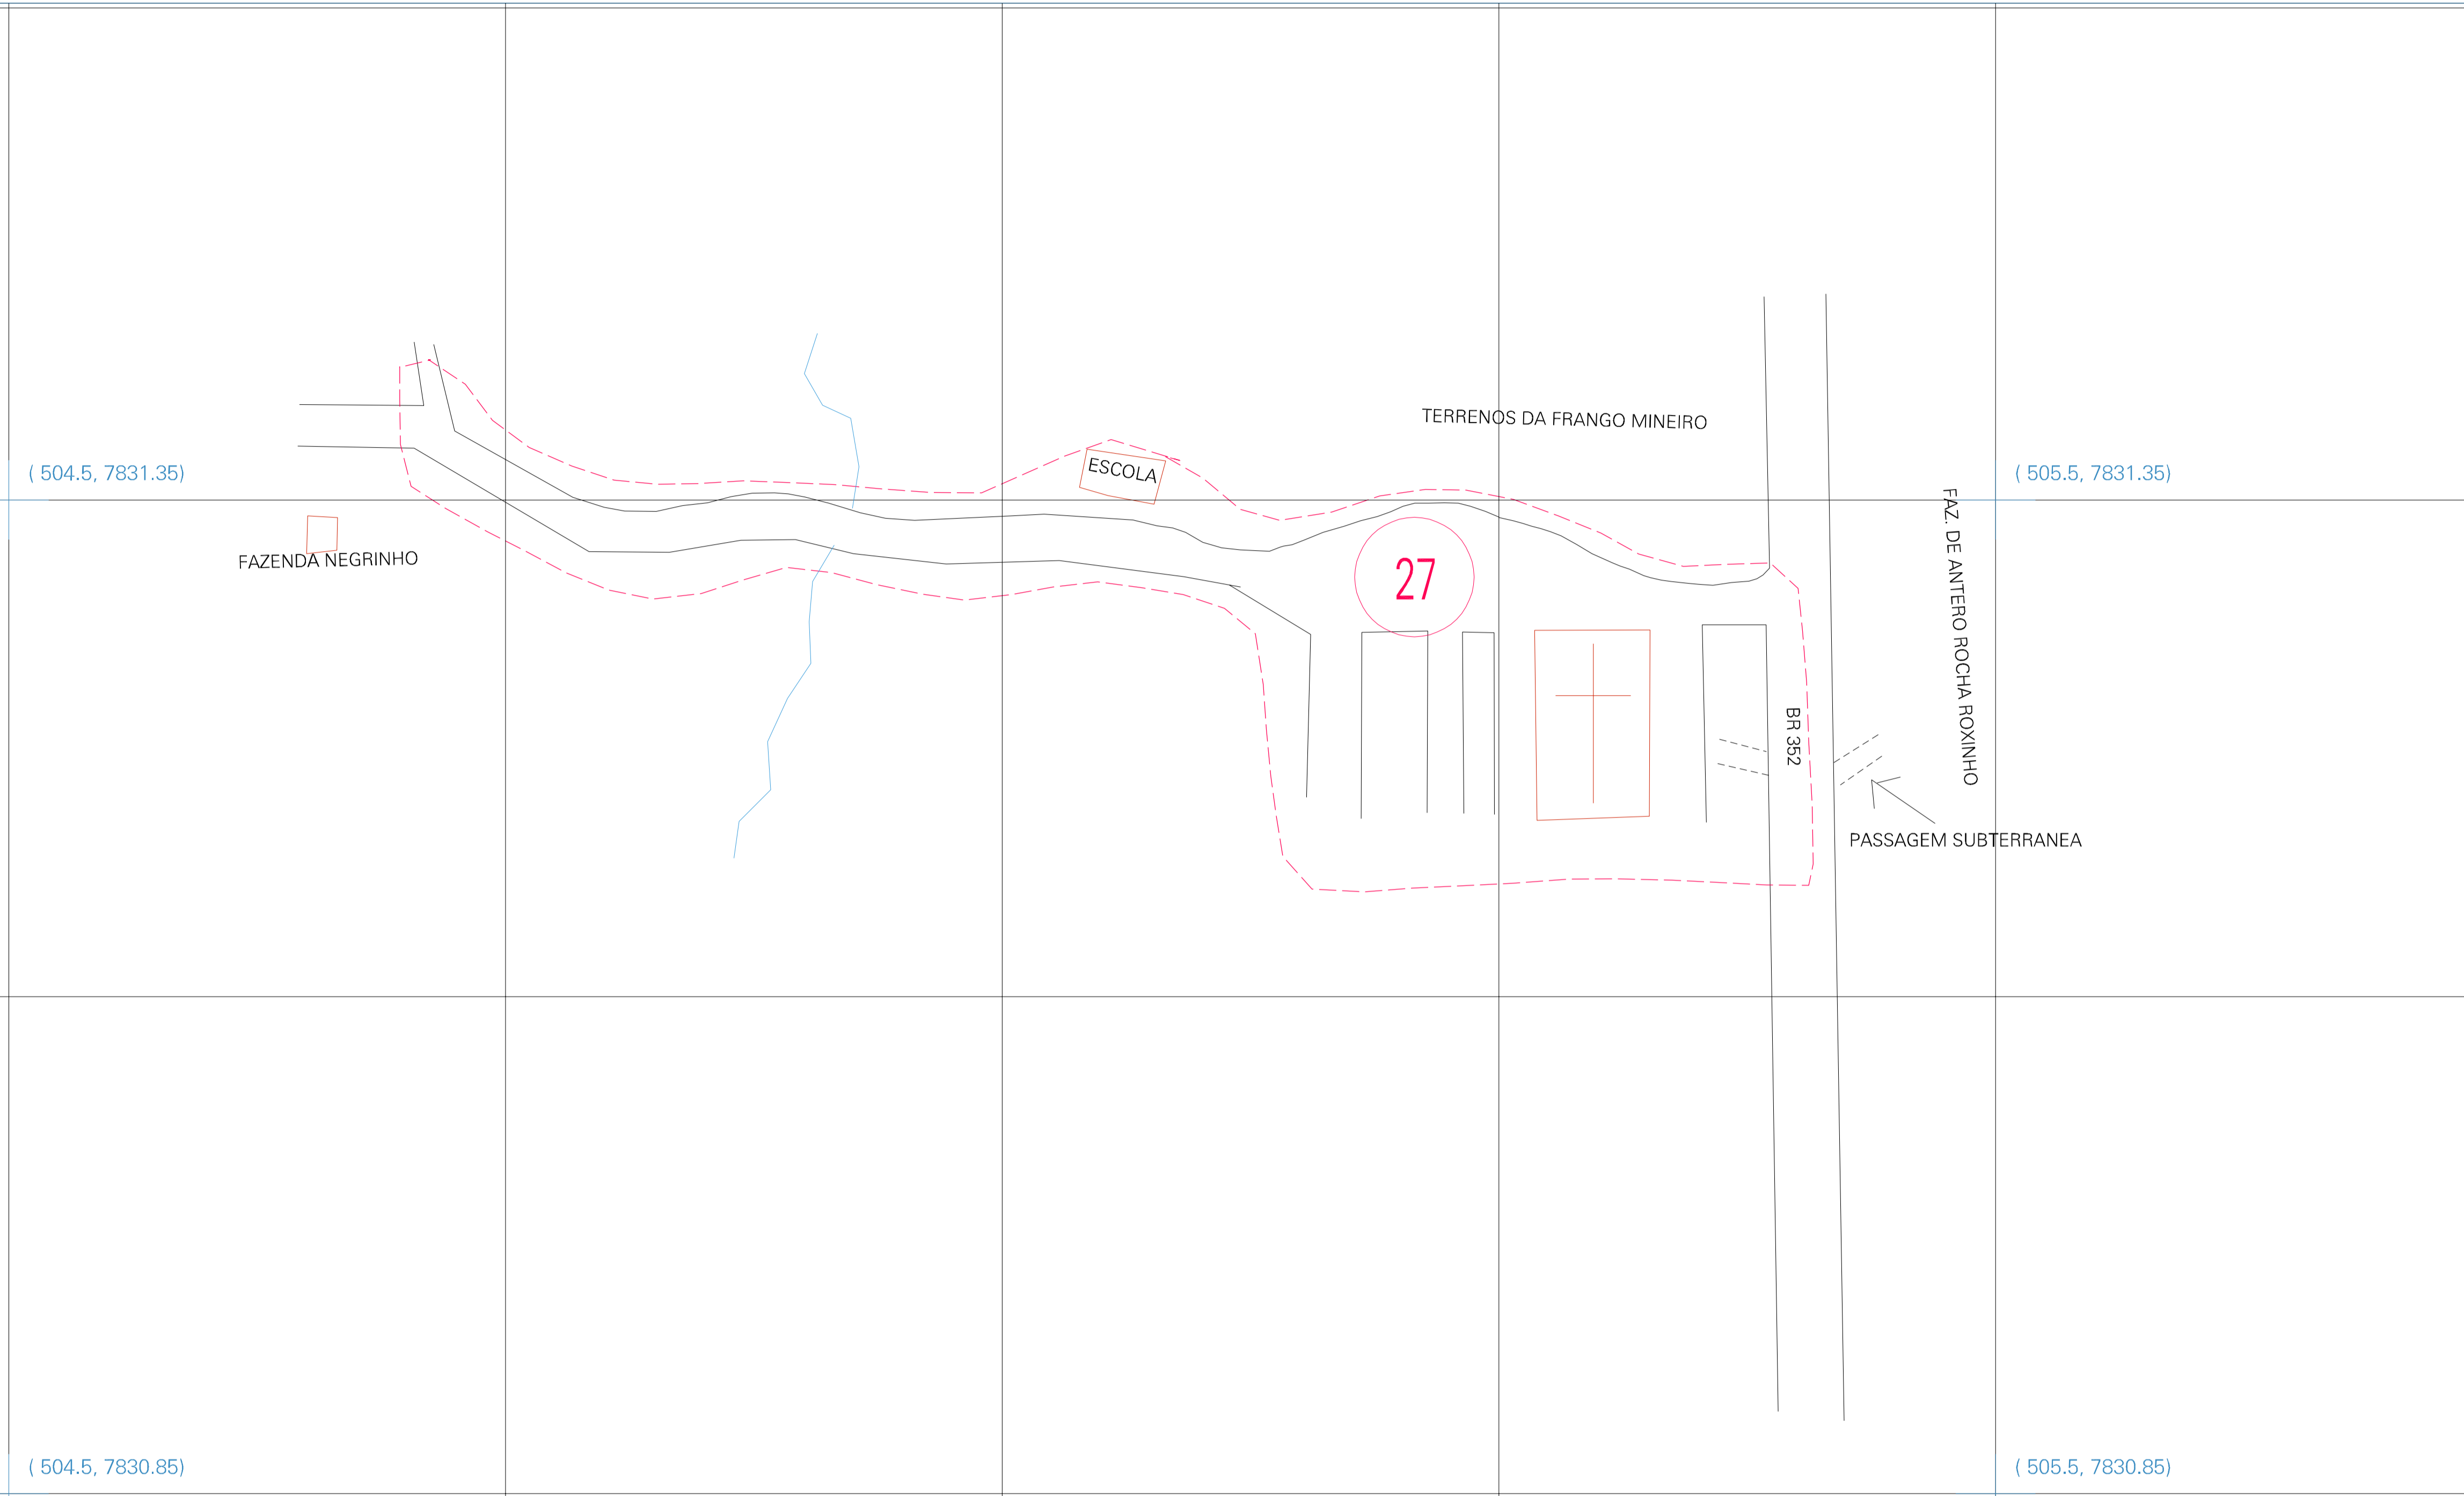 TERRENOS DA FRANGO MINEIRO
( 504.5, 7831.35)
ESCOLA
( 505.5, 7831.35)
FAZENDA NEGRINHO
27
FAZ. DE ANTERO ROCHA ROXINHO
BR 352
PASSAGEM SUBTERRANEA
( 504.5, 7830.85)
( 505.5, 7830.85)